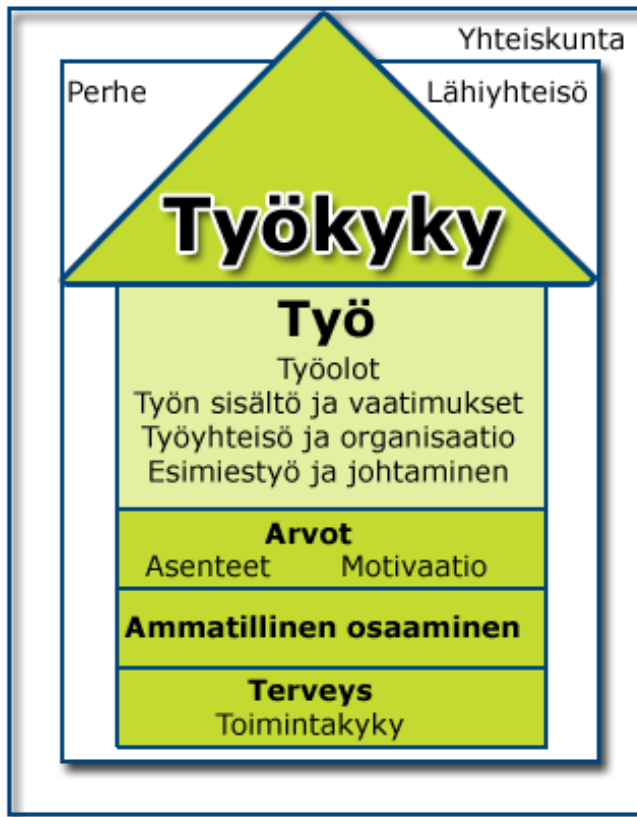 Yhteiskunta
Perhe
Lähiyhteisö
Työkyky
Työ
Työolot
Työn sisältö ja vaatimukset
Työyhteisö ja organisaatio
Esimiestyö ja johtaminen
Arvot
Asenteet Motivaatio
Ammatillinen osaaminen
Terveys
Toimintakyky